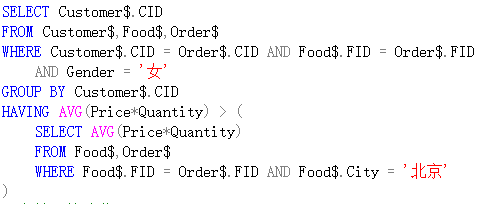 SELECT Customer$.CID
FROM Customer$,Food$,Order$
WHERE Customer$.CID = Order$.CID AND Food$.FID = Order$.FID
AND Gender = '女'
GROUP BY Customer$.CID
HAVING AVG(Price*Quantity) > (
SELECT AVG(Price*Quantity)
FROM Food$,Order$
WHERE Food$.FID = Order$.FID AND Food$.City = '北京'
)